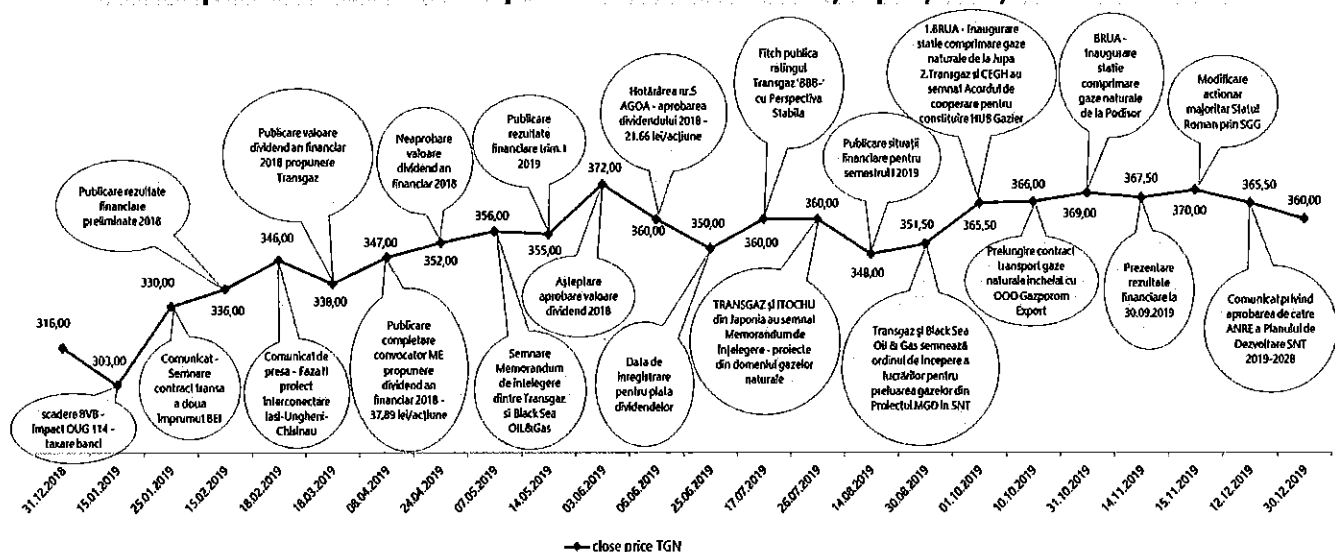 1.BRUA - Inaugurare
statie comprimare gaze
naturale de la Jupa
2.Transgaz și CEGH au
semnat Acordul de
cooperare pentru
constituire HUB Gazier
BRUA -
Inaugurare
statie
comprimare
gaze naturale
de la Podisor
Modificare
actionar
majoritar Statul
Roman prin SGG
Fitch publica
ratingul
Transgaz 'BBB-'
cu Perspectiva
Stabila
Hotărârea nr.5
AGOA - aprobarea
dividendului 2018 -
21.66 lei/acțiune
Publicare
rezultate
financiare trim. I
2019
Neaprobare
valoare
dividend an
financiar 2018
Publicare valoare
dividend an financiar
2018 propunere
Transgaz
Publicare rezultate
financiare
preliminate 2018
Publicare situații
financiare pentru
semestrul I 2019
316,00
303,00
330,00
336,00
346,00
338,00
347,00
352,00
356,00
355,00
372,00
360,00
350,00
360,00
360,00
348,00
351,50
365,50
366,00
369,00
367,50
370,00
365,50
360,00
scadere BVB -
impact OUG 114 -
taxare banci
Comunicat -
Semnare
contract transa
a doua
imprumut BEI
Comunicat de
presa - Faza II
proiect
interconectare
Iasi-Ungheni-
Chisinau
Publicare
completare
convocator ME
propunere
dividend an
financiar 2018 -
37,89 lei/acțiune
Semnare
Memorandum
de intelegere
dintre Transgaz
si Black Sea
OIL&Gas
Așteptare
aprobare valoare
dividend 2018
Data de
inregistrare
pentru plata
dividendelor
TRANSGAZ și ITOCHU
din Japonia au semnat
Memorandum de
Înțelegere - proiecte
din domeniul gazelor
naturale
Transgaz și Black Sea
Oil & Gas semnează
ordinul de începere a
lucrărilor pentru
preluarea gazelor din
Proiectul MGD în SNT
Prelungire contract
transport gaze
naturale incheiat cu
OOO Gazporom
Export
Prezentare
rezultate
financiare la
30.09.2019
Comunicat privind
aprobarea de catre
ANRE a Planului de
Dezvoltare SNT
2019-2028
31.12.2018
15.01.2019
25.01.2019
15.02.2019
18.02.2019
18.03.2019
08.04.2019
24.04.2019
07.05.2019
14.05.2019
03.06.2019
06.06.2019
25.06.2019
17.07.2019
26.07.2019
14.08.2019
30.08.2019
01.10.2019
10.10.2019
31.10.2019
14.11.2019
15.11.2019
12.12.2019
30.12.2019
close price TGN